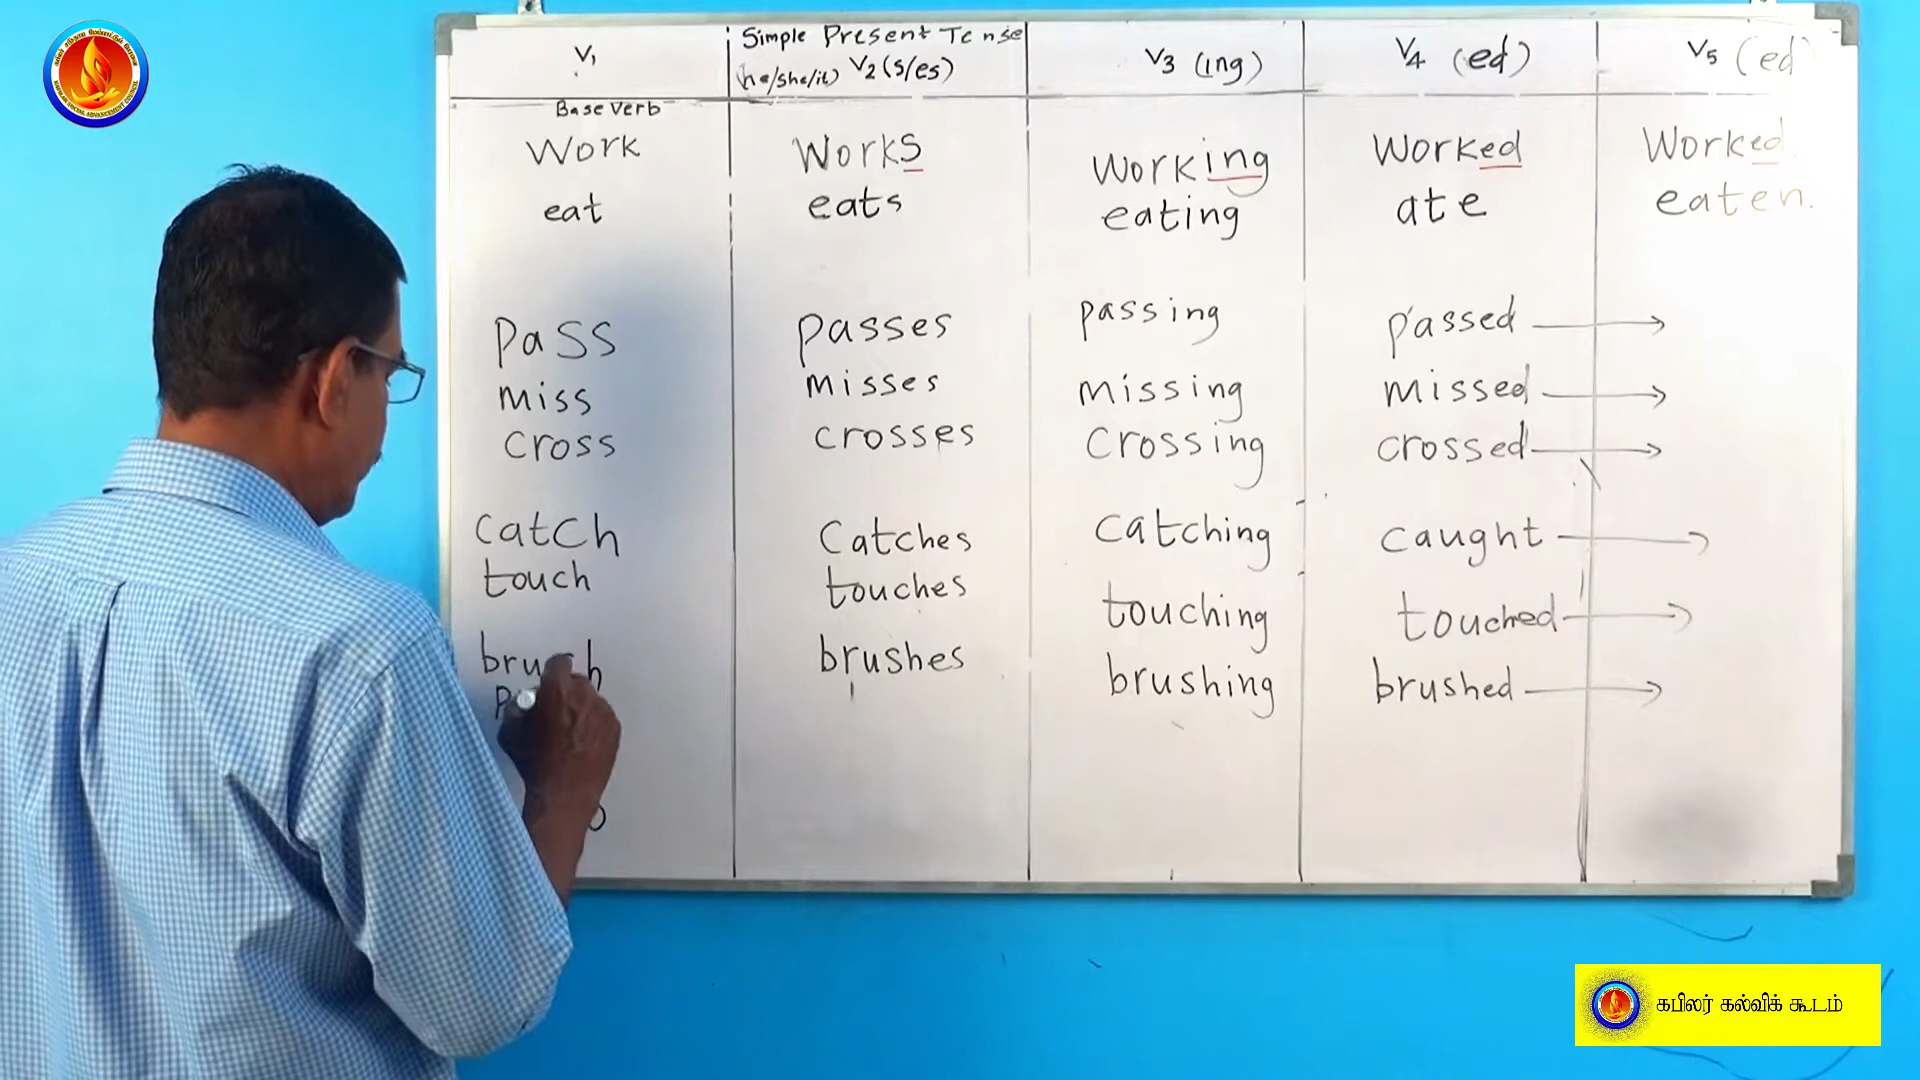 V1
Simple Present Tense
(he/she/it) V2 (s/es)
V3 (ing)
V4 (ed)
V5 (ed)
Base Verb
Work Works Working Worked Worked
eat eats eating ate eaten.
Pass passes passing passed
miss misses missing missed
cross crosses crossing crossed
catch Catches catching caught
touch touches touching touched
brush brushes brushing brushed
கபிலர் கல்விக் கூடம்